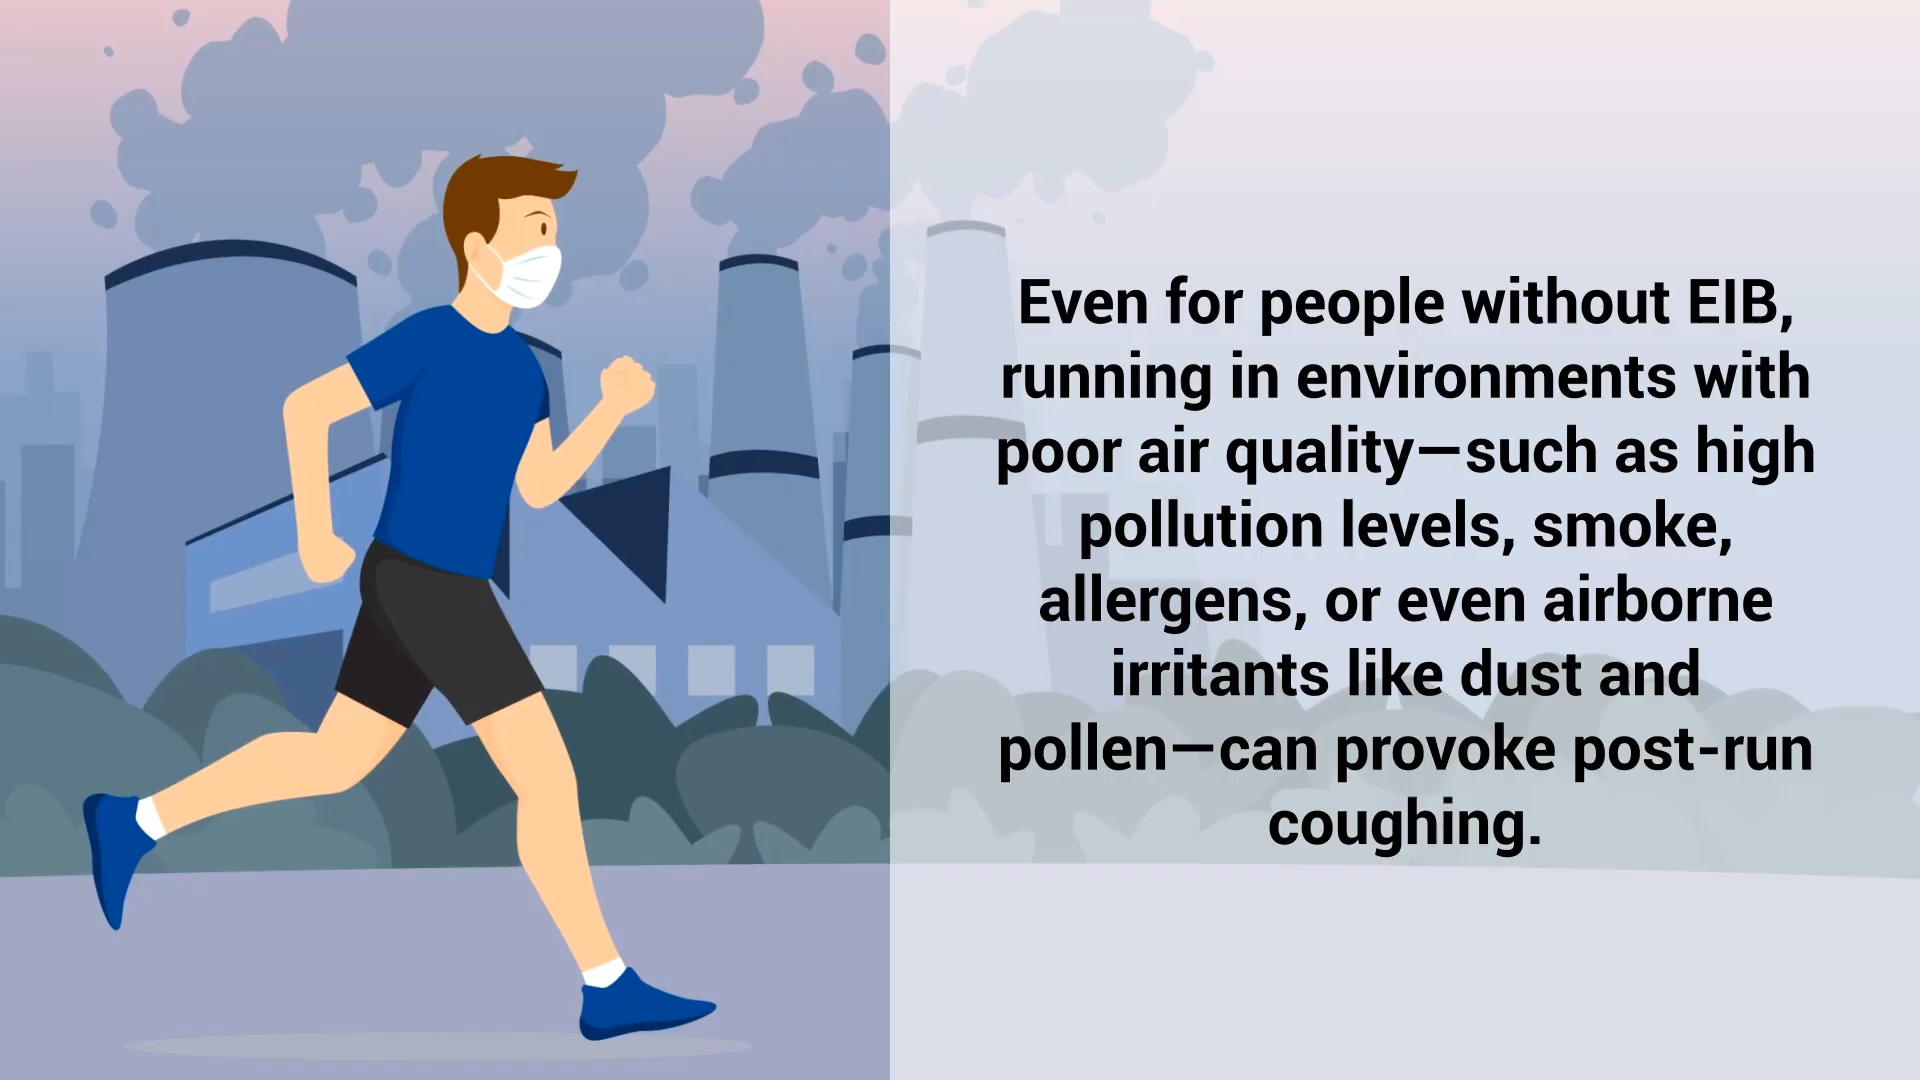 Even for people without EIB,
running in environments with
poor air quality—such as high
pollution levels, smoke,
allergens, or even airborne
irritants like dust and
pollen—can provoke post-run
coughing.